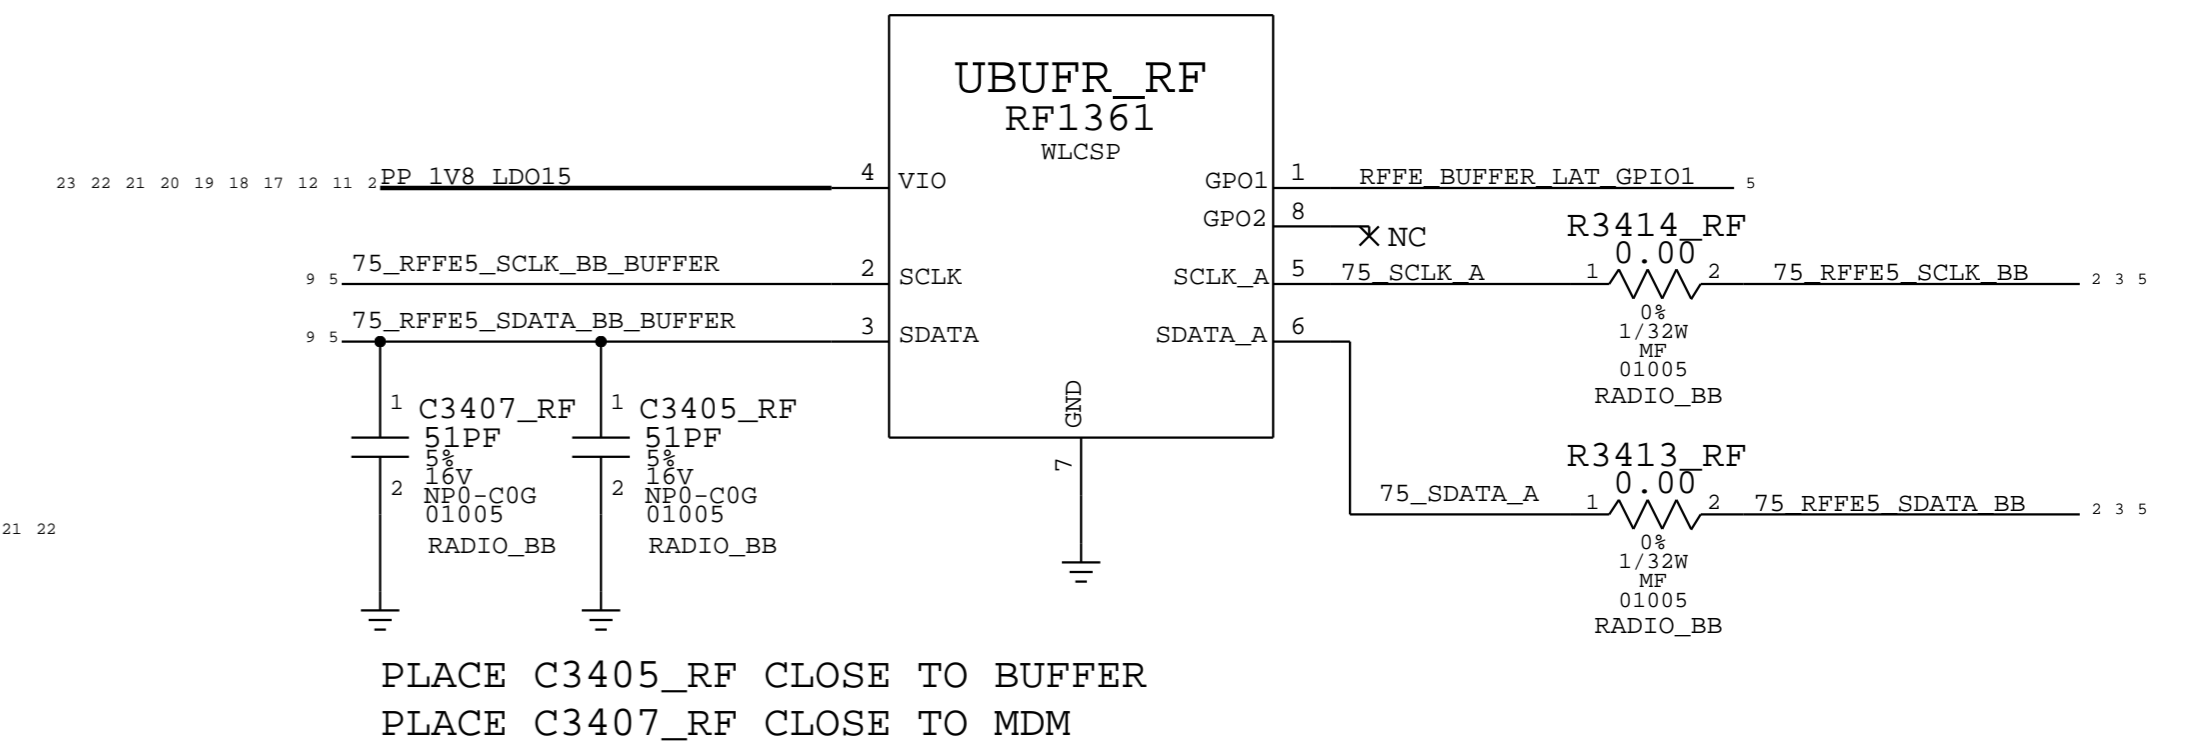 UBUFR_RF
RF1361
WLCSP
23 22 21 20 19 18 17 12 11 2 PP_1V8_LDO15 4 VIO
GPO1 1 RFFE_BUFFER_LAT_GPIO1 5
GPO2 8 NC
9 5 75_RFFE5_SCLK_BB_BUFFER 2 SCLK
SCLK_A 5 75_SCLK_A 1 2 75_RFFE5_SCLK_BB 2 3 5
R3414_RF
0.00
0%
1/32W
MF
01005
RADIO_BB
9 5 75_RFFE5_SDATA_BB_BUFFER 3 SDATA
SDATA_A 6
GND
7
1 C3407_RF
51PF
5%
16V
2 NP0-C0G
01005
RADIO_BB
1 C3405_RF
51PF
5%
16V
2 NP0-C0G
01005
RADIO_BB
R3413_RF
0.00
75_SDATA_A 1 2 75_RFFE5_SDATA_BB 2 3 5
0%
1/32W
MF
01005
RADIO_BB
21 22
PLACE C3405_RF CLOSE TO BUFFER
PLACE C3407_RF CLOSE TO MDM